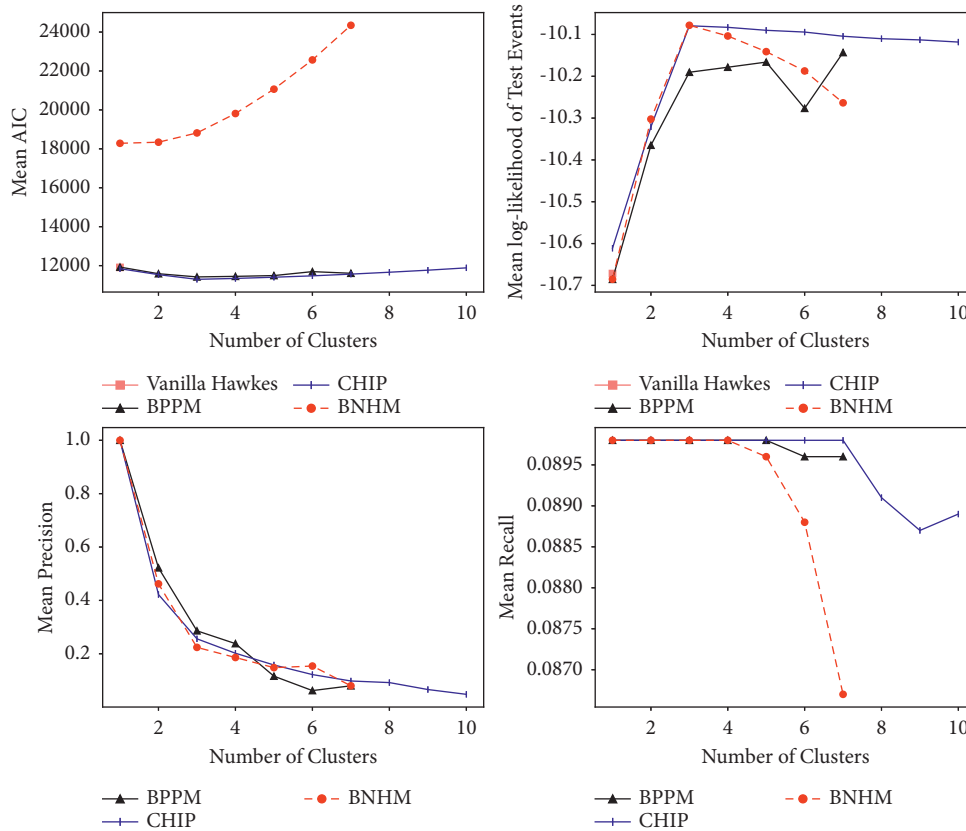 24000
22000
20000
18000
16000
14000
12000
Mean AIC
2 4 6 8 10
Number of Clusters
Vanilla Hawkes CHIP
BPPM BNHM
-10.1
-10.2
-10.3
-10.4
-10.5
-10.6
-10.7
Mean log-likelihood of Test Events
2 4 6 8 10
Number of Clusters
Vanilla Hawkes CHIP
BPPM BNHM
1.0
0.8
0.6
0.4
0.2
Mean Precision
2 4 6 8 10
Number of Clusters
BPPM BNHM
CHIP
0.0895
0.0890
0.0885
0.0880
0.0875
0.0870
Mean Recall
2 4 6 8 10
Number of Clusters
BPPM BNHM
CHIP